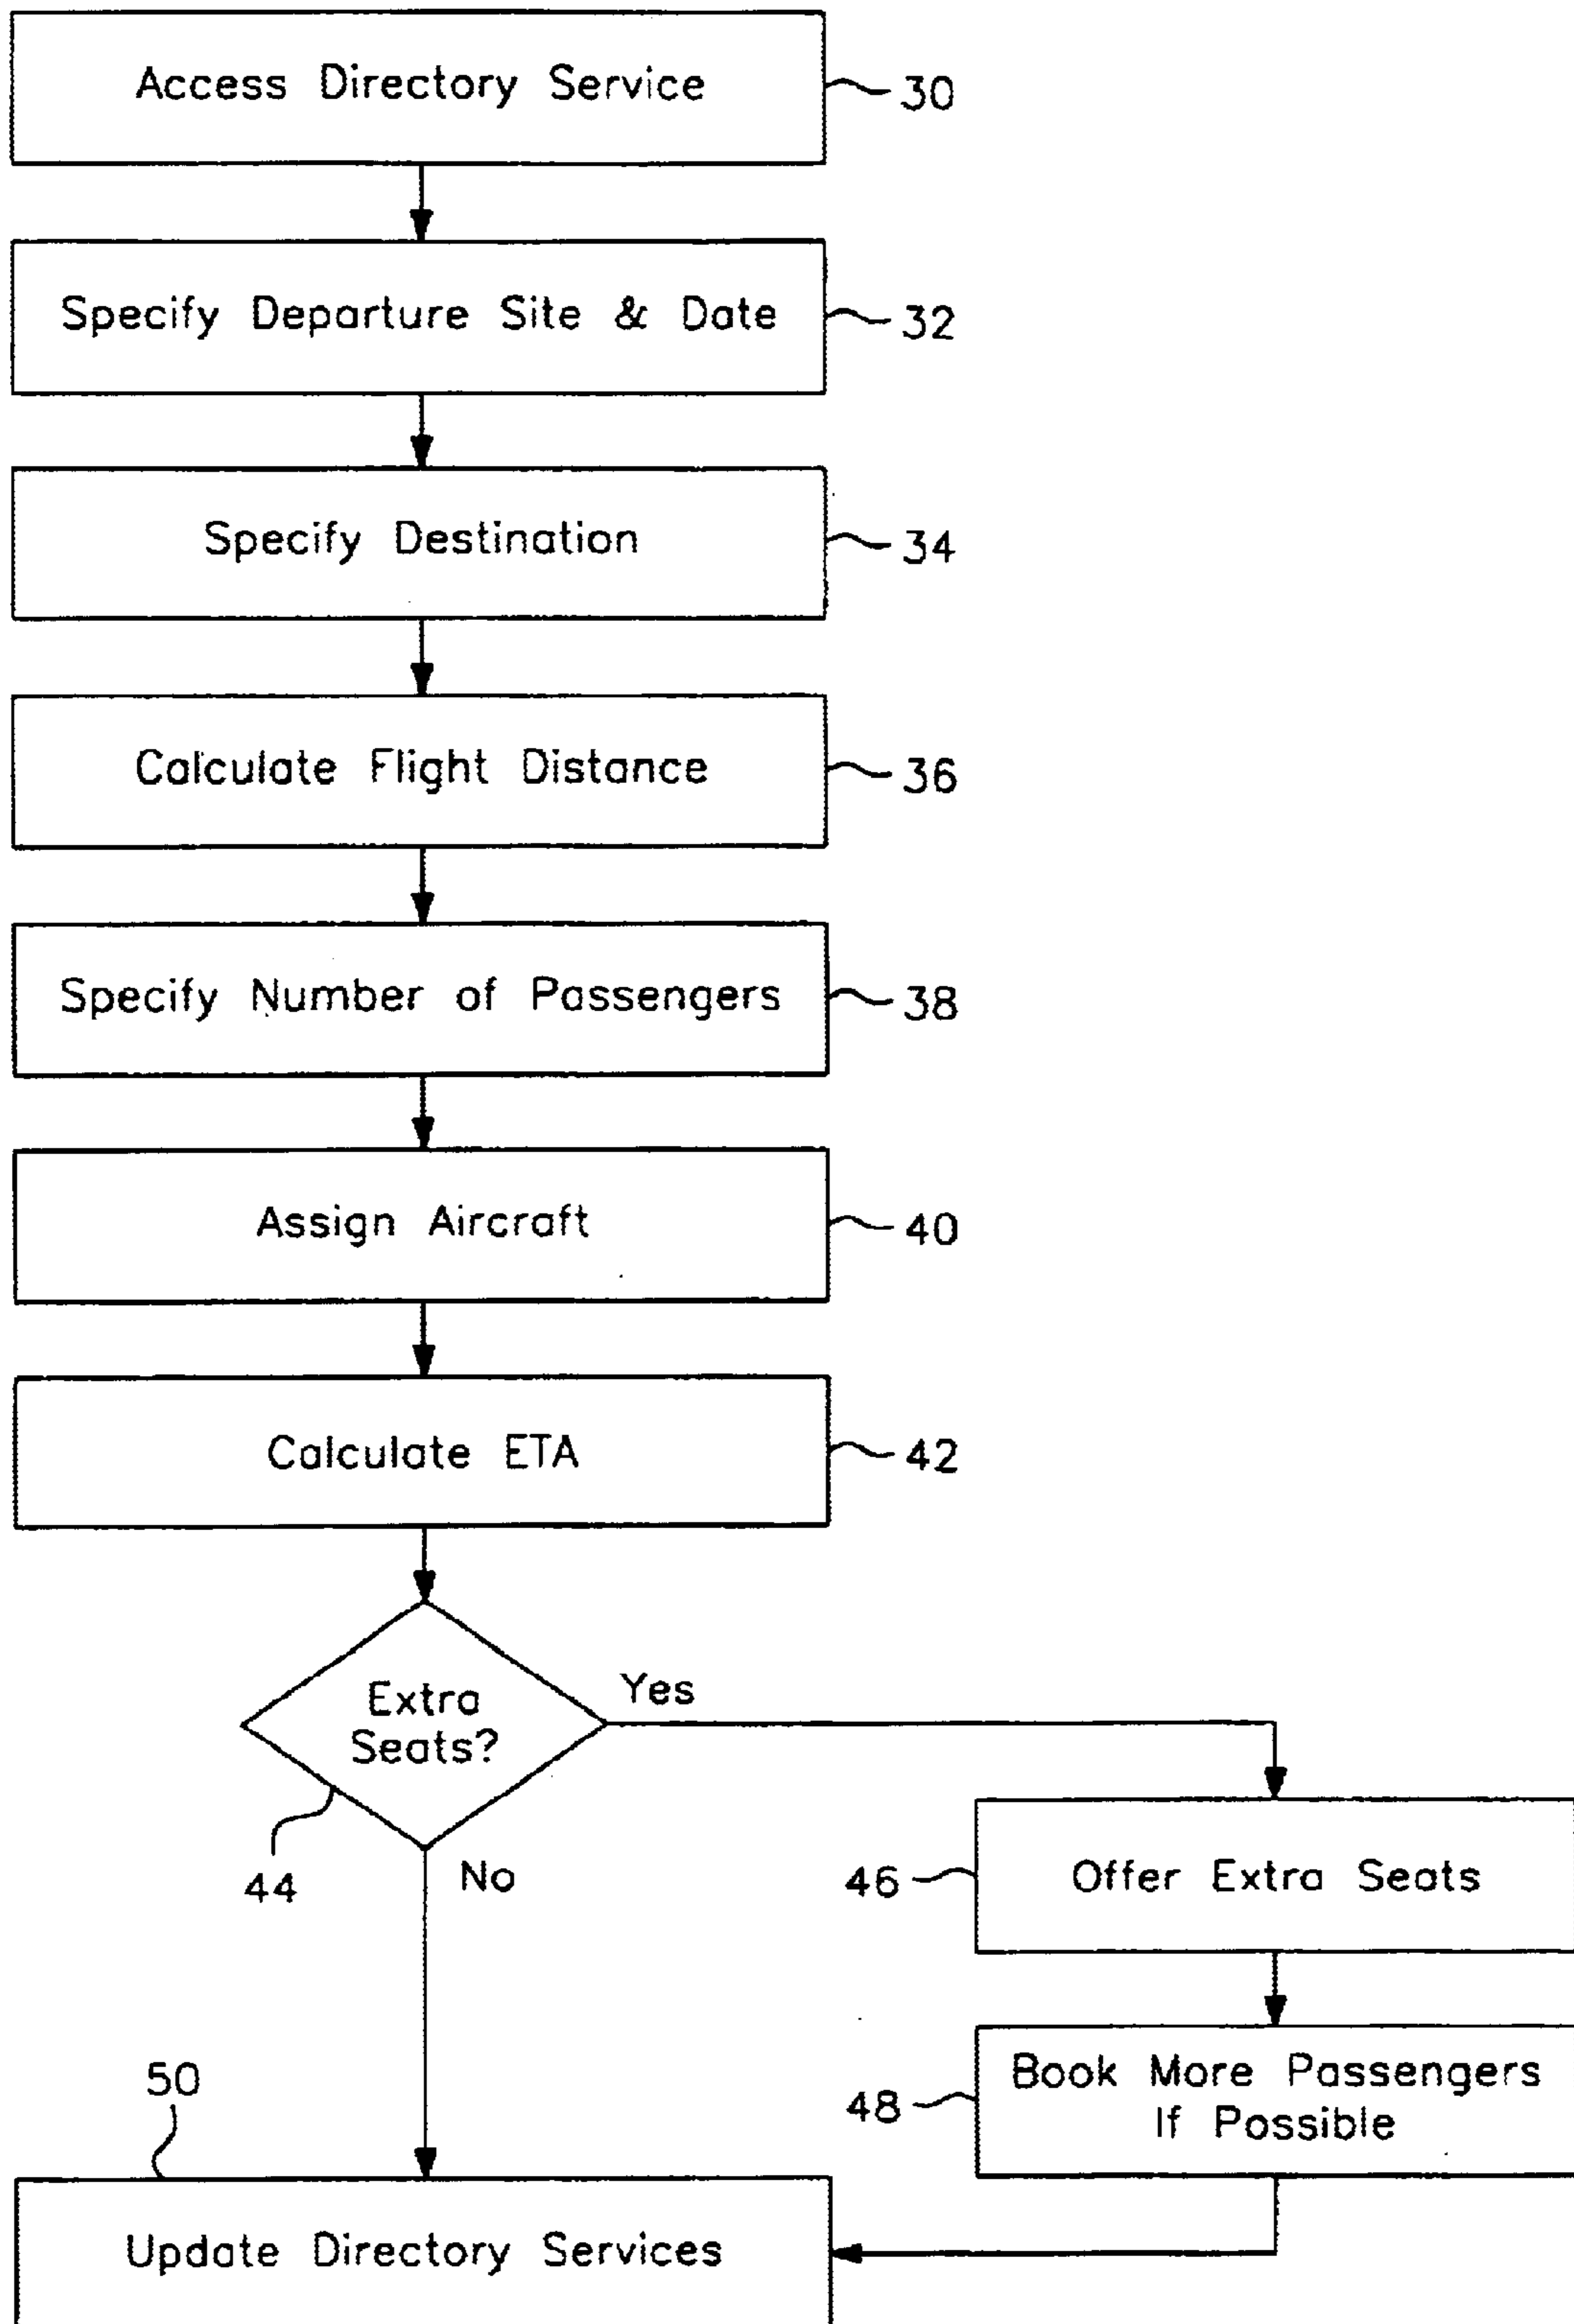 Access Directory Service
30
Specify Departure Site & Date
32
Specify Destination
34
Calculate Flight Distance
36
Specify Number of Passengers
38
Assign Aircraft
40
Calculate ETA
42
Extra
Seats?
Yes
44
No
46
Offer Extra Seats
48
Book More Passengers
If Possible
50
Update Directory Services